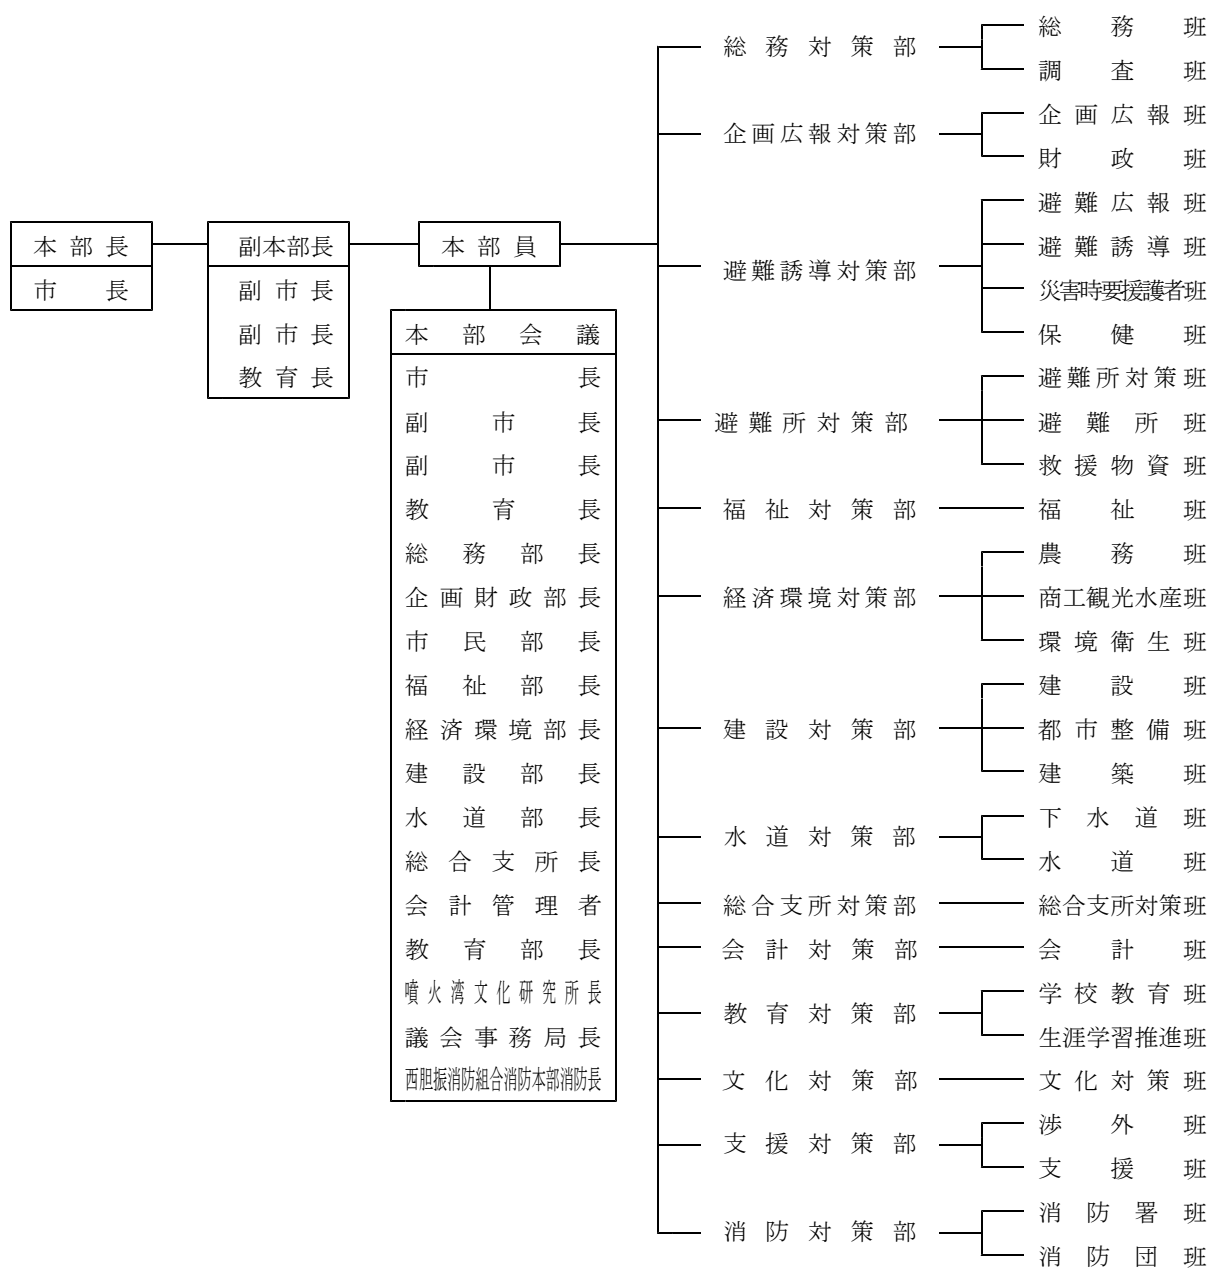 本部長
市長
副本部長
副市長
副市長
教育長
本部員
本部会議
市長
副市長
副市長
教育長
総務部長
企画財政部長
市民部長
福祉部長
経済環境部長
建設部長
水道部長
総合支所長
会計管理者
教育部長
噴火湾文化研究所長
議会事務局長
西胆振消防組合消防本部消防長
総務対策部
総務班
調査班
企画広報対策部
企画広報班
財政班
避難誘導対策部
避難広報班
避難誘導班
災害時要援護者班
保健班
避難所対策部
避難所対策班
避難所班
救援物資班
福祉対策部
福祉班
経済環境対策部
農務班
商工観光水産班
環境衛生班
建設対策部
建設班
都市整備班
建築班
水道対策部
下水道班
水道班
総合支所対策部
総合支所対策班
会計対策部
会計班
教育対策部
学校教育班
生涯学習推進班
文化対策部
文化対策班
支援対策部
渉外班
支援班
消防対策部
消防署班
消防団班